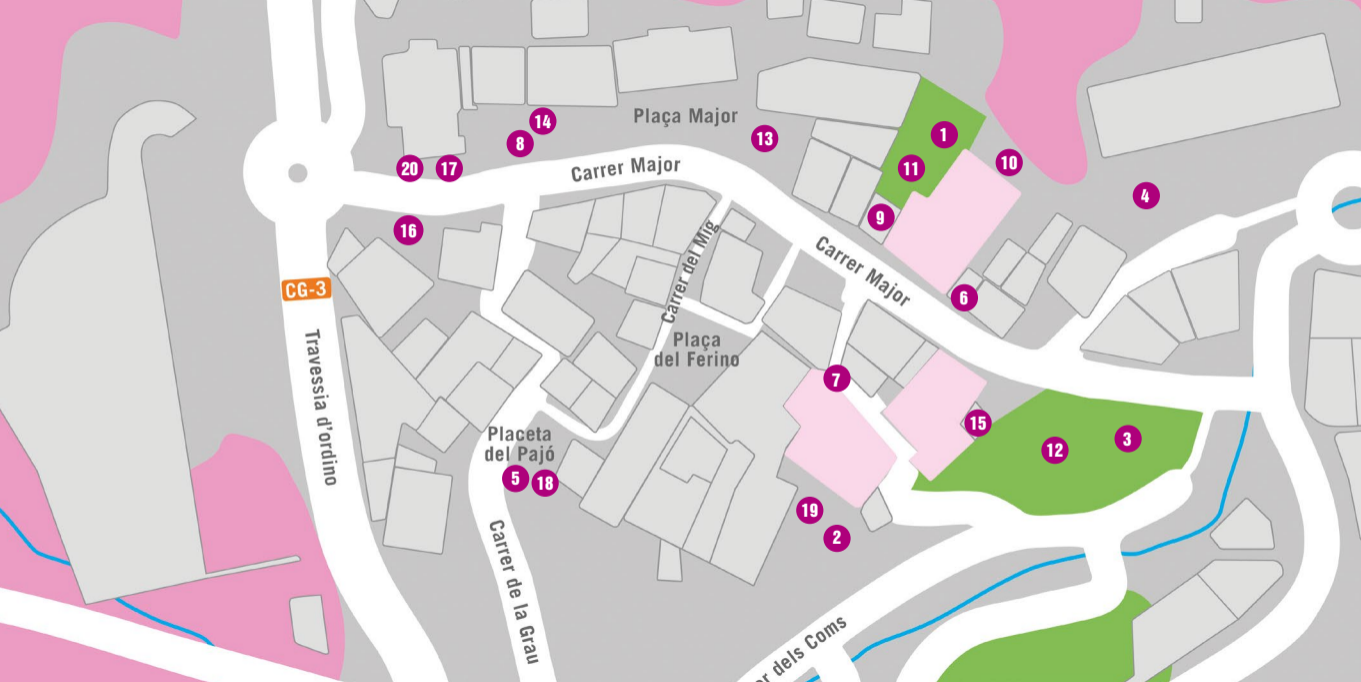 14
Plaça Major
1
13
8
10
20
17
Carrer Major
11
4
9
16
Carrer del Mig
Carrer Major
CG-3
6
Plaça
del Ferino
7
Travessia d'ordino
15
3
Placeta
del Pajó
12
5
18
19
2
Carrer de la Grau
er dels Coms